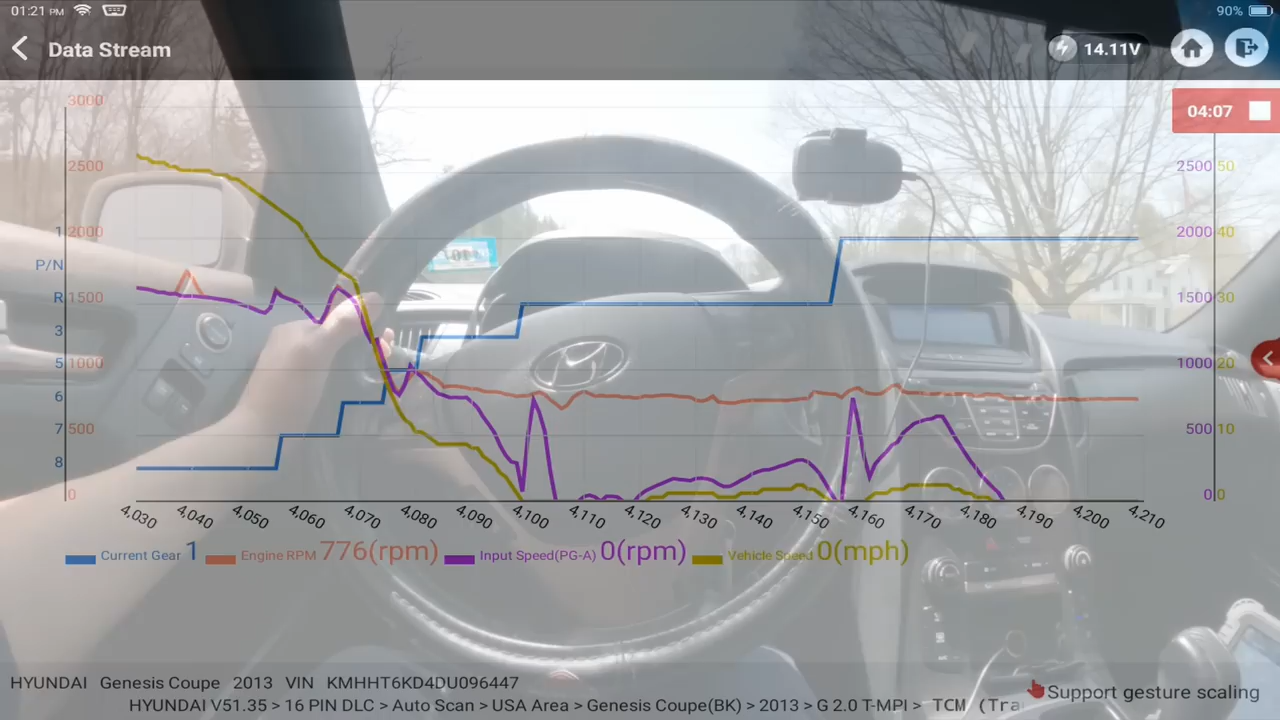 01:21 PM 90%
Data Stream 14.11V
04:07
3000
2500 2500 50
1 2000 2000 40
P/N
R 1500 1500 30
3
5 1000 1000 20
6
7 500 500 10
8
0 0 0
4,030 4,040 4,050 4,060 4,070 4,080 4,090 4,100 4,110 4,120 4,130 4,140 4,150 4,160 4,170 4,180 4,190 4,200 4,210
Current Gear 1 Engine RPM 776(rpm) Input Speed(PG-A) 0(rpm) Vehicle Speed 0(mph)
HYUNDAI Genesis Coupe 2013 VIN KMHHT6KD4DU096447
HYUNDAI V51.35 > 16 PIN DLC > Auto Scan > USA Area > Genesis Coupe(BK) > 2013 > G 2.0 T-MPI > TCM (Tra
Support gesture scaling